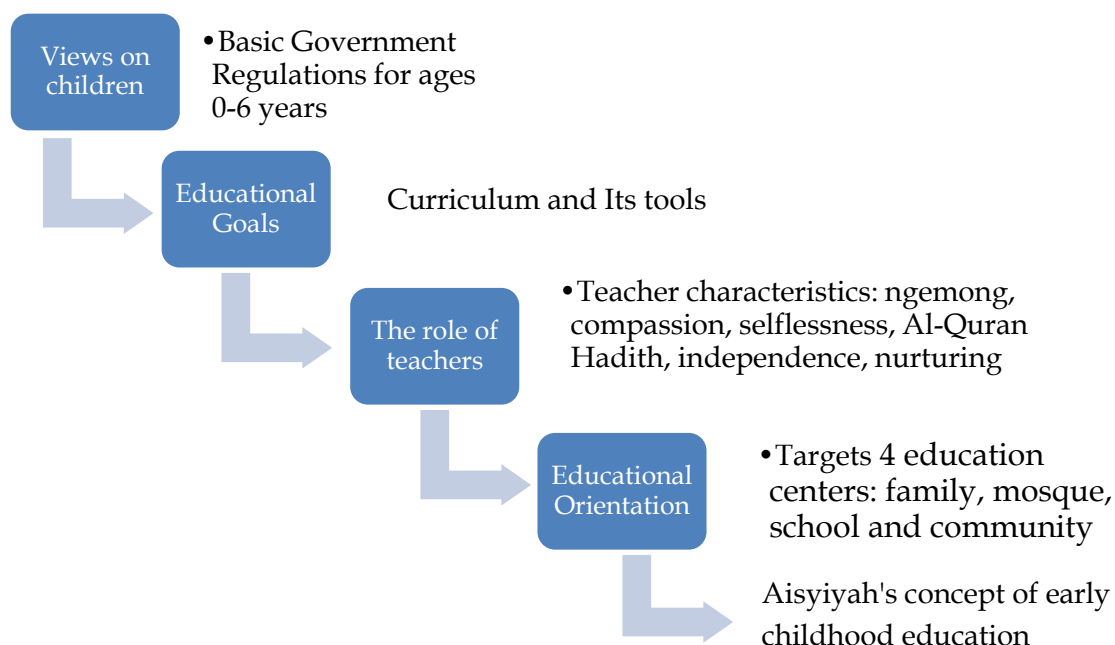 Views on
children
•Basic Government
Regulations for ages
0-6 years
Educational
Goals
Curriculum and Its tools
The role of
teachers
•Teacher characteristics: ngemong,
compassion, selflessness, Al-Quran
Hadith, independence, nurturing
Educational
Orientation
•Targets 4 education
centers: family, mosque,
school and community
Aisyiyah's concept of early
childhood education